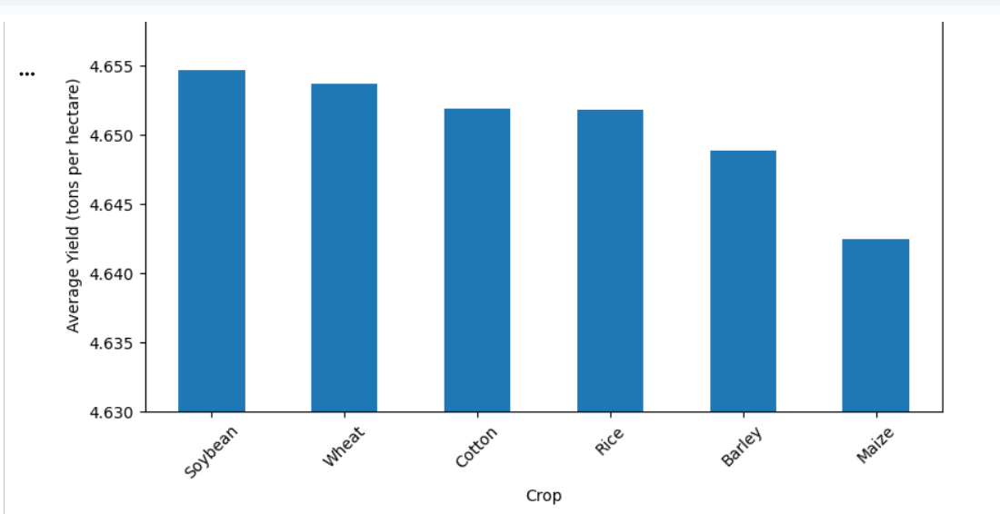 ...
4.655
4.650
4.645
4.640
4.635
4.630
Average Yield (tons per hectare)
Soybean
Wheat
Cotton
Rice
Barley
Maize
Crop